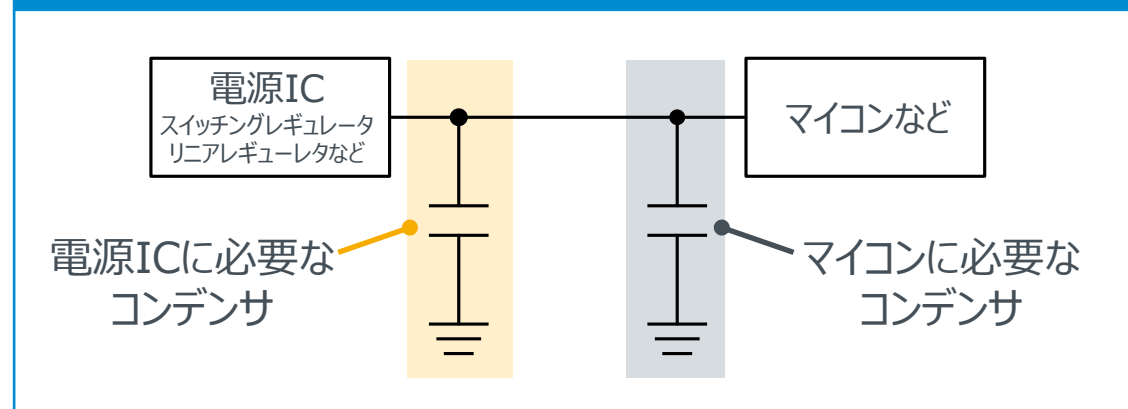 電源IC
スイッチングレギュレータ
リニアレギューレタなど
マイコンなど
電源ICに必要な
コンデンサ
マイコンに必要な
コンデンサ